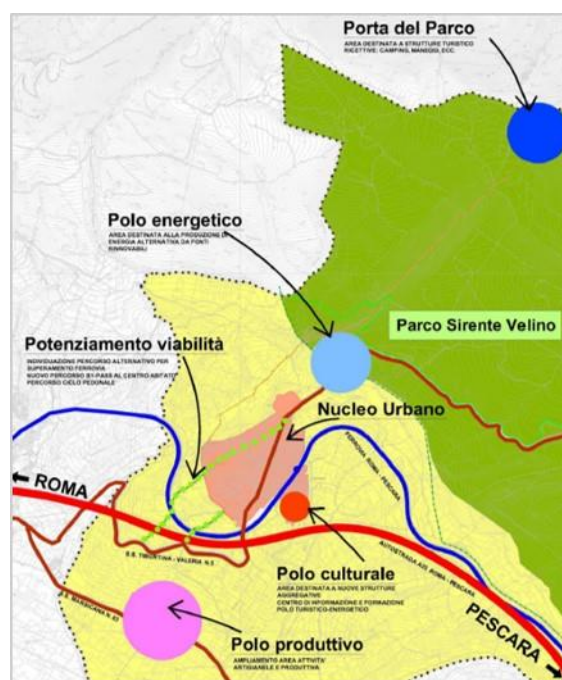 Porta del Parco
AREA DESTINATA A STRUTTURE TURISTICO
RICETTIVE: CAMPING, MANEGGI, ECC.
Polo energetico
AREA DESTINATA ALLA PRODUZIONE DI
ENERGIA ALTERNATIVA DA FONTI
RINNOVABILI
Parco Sirente Velino
Potenziamento viabilità
INDIVIDUAZIONE PERCORSO ALTERNATIVO PER
SUPERAMENTO FERROVIA
NUOVO PERCORSO BY-PASS AL CENTRO ABITATO
PERCORSO CICLO PEDONALE
Nucleo Urbano
FERROVIA ROMA - PESCARA
ROMA
S.S. TIBURTINA - VALERIA N.5
AUTOSTRADA A25 ROMA - PESCARA
Polo culturale
AREA DESTINATA A NUOVE STRUTTURE
AGGREGATIVE
CENTRO DI INFORMAZIONE E FORMAZIONE
POLO TURISTICO-ENERGETICO
S.S. MARSICANA N.83
PESCARA
Polo produttivo
AMPLIAMENTO AREA ATTIVITA'
ARTIGIANALE E PRODUTTIVA